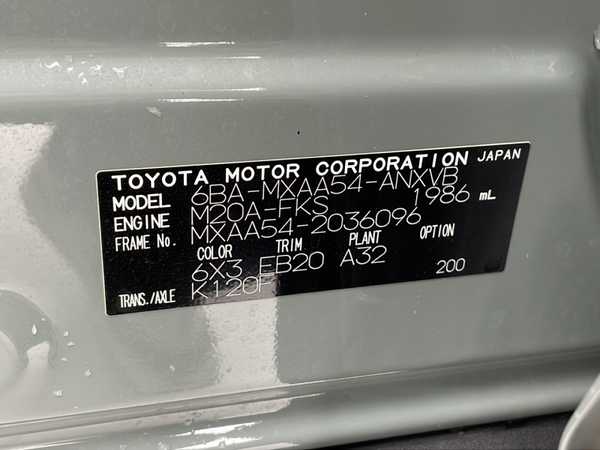 TOYOTA MOTOR CORPORATION JAPAN
MODEL 6BA-MXAA54-ANXVB
ENGINE M20A-FKS 1986 mL
FRAME No. MXAA54-2036096
COLOR TRIM PLANT OPTION
6X3 EB20 A32
TRANS./AXLE K120F 200